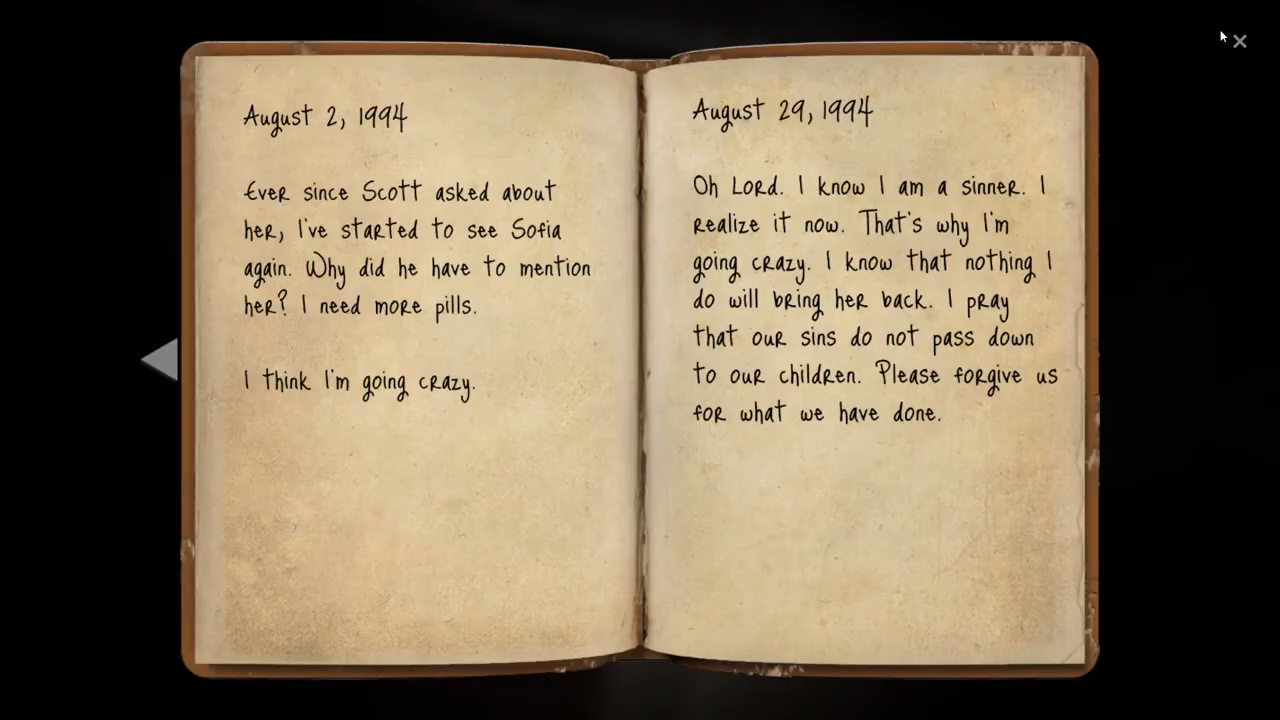 August 2, 1994
Ever since Scott asked about
her, I've started to see Sofia
again. Why did he have to mention
her? I need more pills.
I think I'm going crazy.
August 29, 1994
Oh Lord. I know I am a sinner. I
realize it now. That's why I'm
going crazy. I know that nothing I
do will bring her back. I pray
that our sins do not pass down
to our children. Please forgive us
for what we have done.